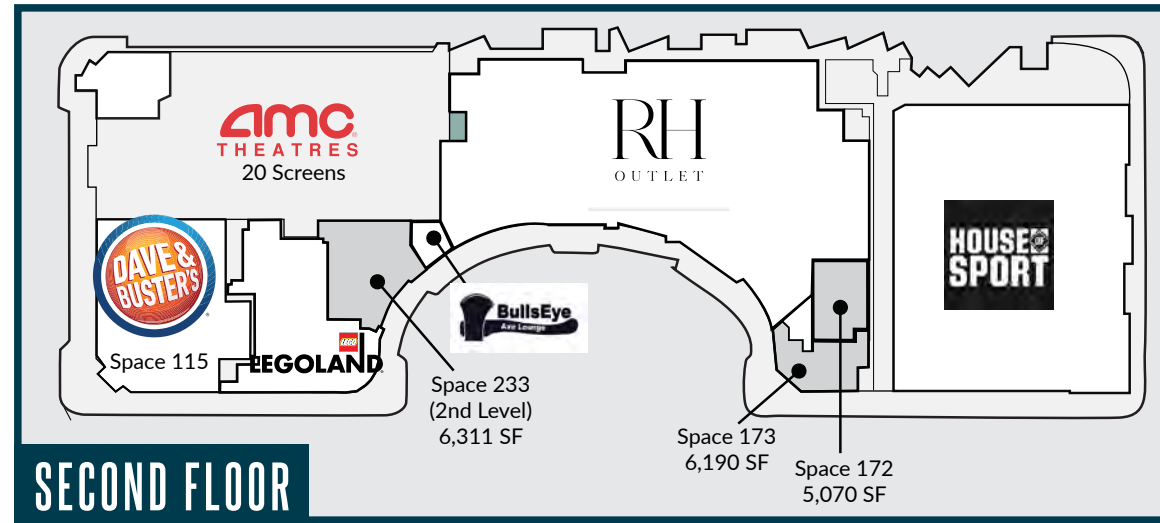 amc
THEATRES
20 Screens
RH
OUTLET
DAVE &
BUSTER'S
Space 115
LEGO
LEGOLAND
BullsEye
Axe Lounge
HOUSE OF
SPORT
Space 233
(2nd Level)
6,311 SF
Space 173
6,190 SF
Space 172
5,070 SF
SECOND FLOOR